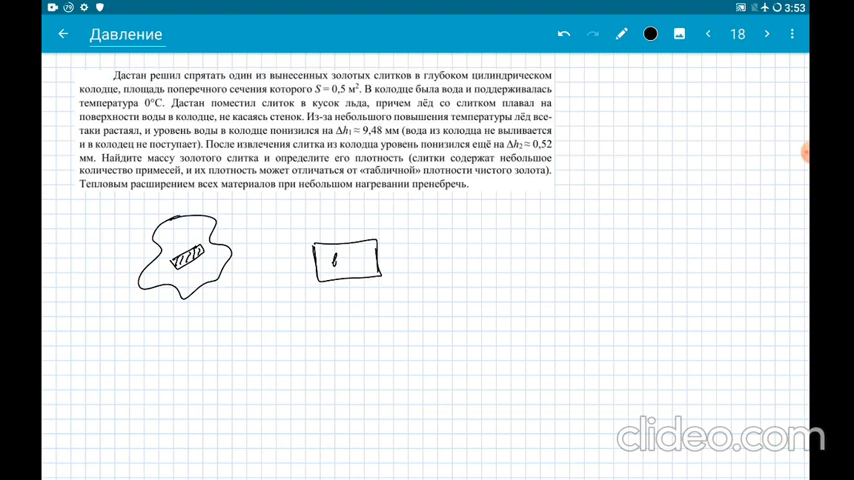 79
3:53
Давление
18
Дастан решил спрятать один из вынесенных золотых слитков в глубоком цилиндрическом
колодце, площадь поперечного сечения которого S = 0,5 м². В колодце была вода и поддерживалась
температура 0°С. Дастан поместил слиток в кусок льда, причем лёд со слитком плавал на
поверхности воды в колодце, не касаясь стенок. Из-за небольшого повышения температуры лёд все-
таки растаял, и уровень воды в колодце понизился на Δh₁ ≈ 9,48 мм (вода из колодца не выливается
и в колодец не поступает). После извлечения слитка из колодца уровень понизился ещё на Δh₂ ≈ 0,52
мм. Найдите массу золотого слитка и определите его плотность (слитки содержат небольшое
количество примесей, и их плотность может отличаться от «табличной» плотности чистого золота).
Тепловым расширением всех материалов при небольшом нагревании пренебречь.
clideo.com